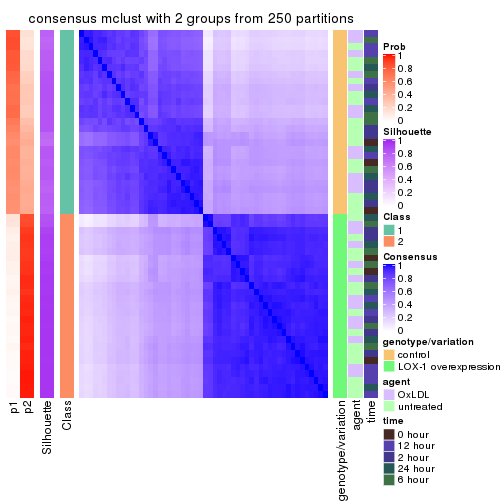 consensus mclust with 2 groups from 250 partitions
Prob
1
0.8
0.6
0.4
0.2
0
Silhouette
1
0.8
0.6
0.4
0.2
0
Class
1
2
Consensus
1
0.8
0.6
0.4
0.2
0
genotype/variation
control
LOX-1 overexpression
agent
OxLDL
untreated
time
0 hour
12 hour
2 hour
24 hour
6 hour
p1
p2
Silhouette
Class
genotype/variation
agent
time